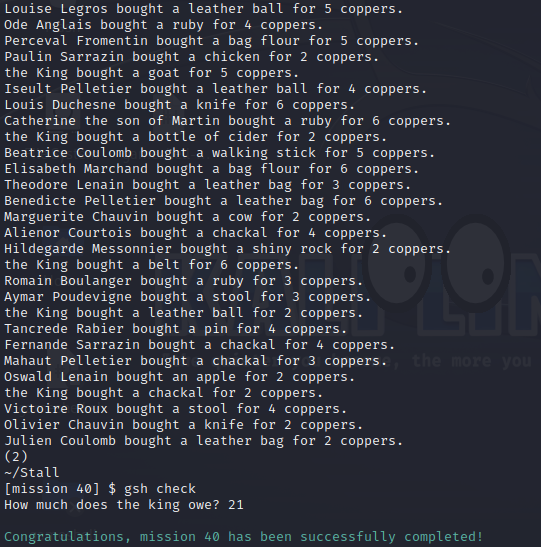 Louise Legros bought a leather ball for 5 coppers.
Ode Anglais bought a ruby for 4 coppers.
Perceval Fromentin bought a bag flour for 5 coppers.
Paulin Sarrazin bought a chicken for 2 coppers.
the King bought a goat for 5 coppers.
Iseult Pelletier bought a leather ball for 4 coppers.
Louis Duchesne bought a knife for 6 coppers.
Catherine the son of Martin bought a ruby for 6 coppers.
the King bought a bottle of cider for 2 coppers.
Beatrice Coulomb bought a walking stick for 5 coppers.
Elisabeth Marchand bought a bag flour for 6 coppers.
Theodore Lenain bought a leather bag for 3 coppers.
Benedicte Pelletier bought a leather bag for 6 coppers.
Marguerite Chauvin bought a cow for 2 coppers.
Alienor Courtois bought a chackal for 4 coppers.
Hildegarde Messonnier bought a shiny rock for 2 coppers.
the King bought a belt for 6 coppers.
Romain Boulanger bought a ruby for 3 coppers.
Aymar Poudevigne bought a stool for 3 coppers.
the King bought a leather ball for 2 coppers.
Tancrede Rabier bought a pin for 4 coppers.
Fernande Sarrazin bought a chackal for 4 coppers.
Mahaut Pelletier bought a chackal for 3 coppers.
Oswald Lenain bought an apple for 2 coppers.
the King bought a chackal for 2 coppers.
Victoire Roux bought a stool for 4 coppers.
Olivier Chauvin bought a knife for 2 coppers.
Julien Coulomb bought a leather bag for 2 coppers.
(2)
~/Stall
[mission 40] $ gsh check
How much does the king owe? 21
Congratulations, mission 40 has been successfully completed!